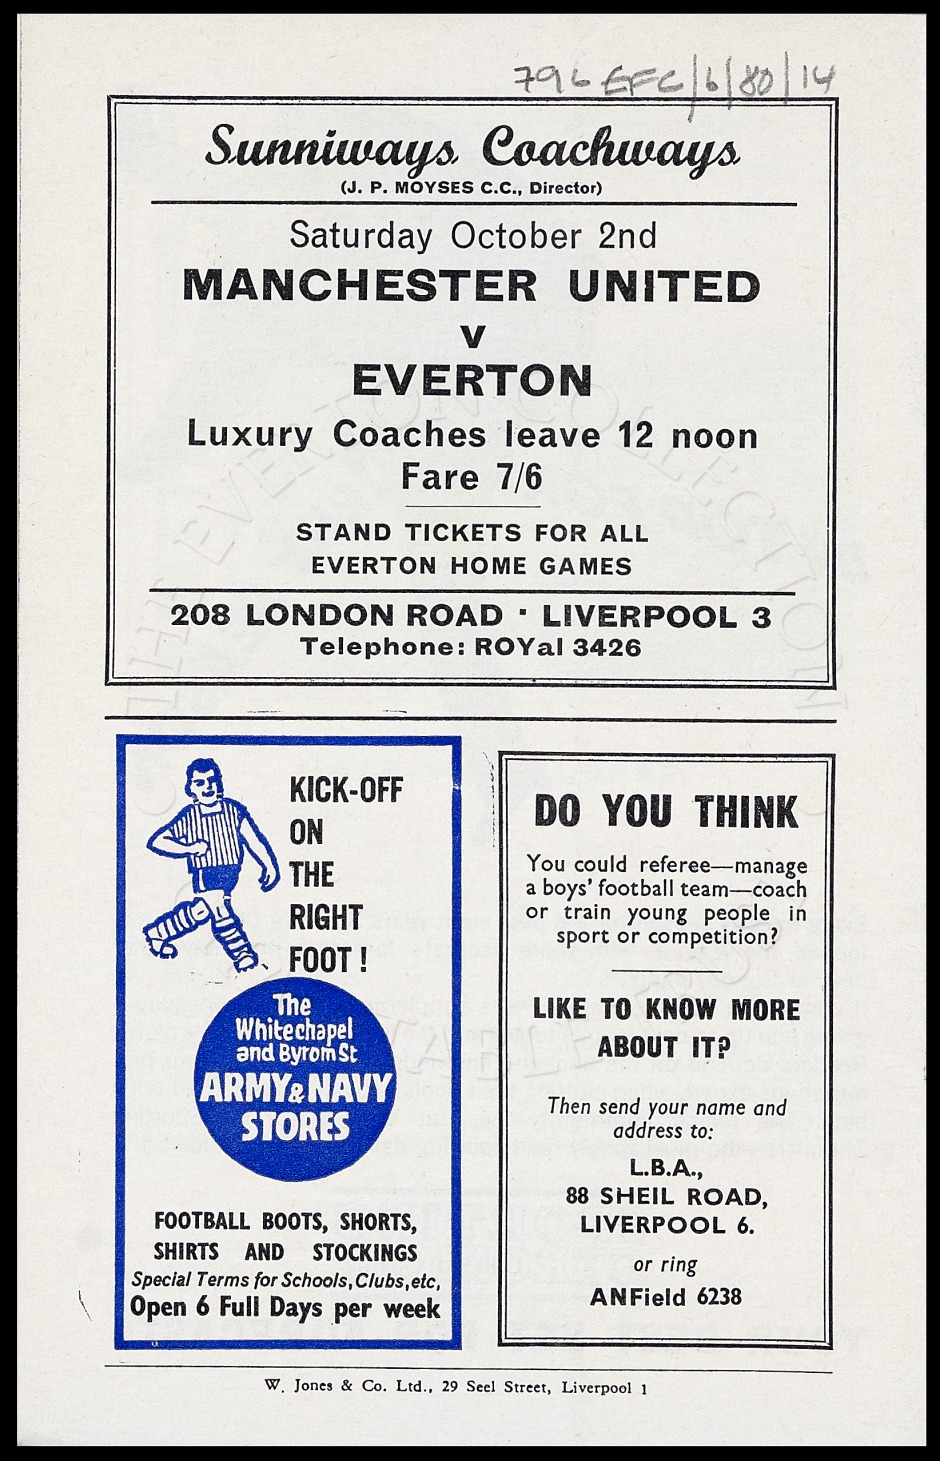 796 EFC/6/80/14
Sunniways Coachways
(J. P. MOYSES C.C., Director)
Saturday October 2nd
MANCHESTER UNITED
v
EVERTON
Luxury Coaches leave 12 noon
Fare 7/6
STAND TICKETS FOR ALL
EVERTON HOME GAMES
208 LONDON ROAD · LIVERPOOL 3
Telephone: ROYal 3426
KICK-OFF
ON
THE
RIGHT
FOOT!
The
Whitechapel
and Byrom St
ARMY & NAVY
STORES
FOOTBALL BOOTS, SHORTS,
SHIRTS AND STOCKINGS
Special Terms for Schools, Clubs, etc,
Open 6 Full Days per week
DO YOU THINK
You could referee—manage
a boys' football team—coach
or train young people in
sport or competition?
LIKE TO KNOW MORE
ABOUT IT?
Then send your name and
address to:
L.B.A.,
88 SHEIL ROAD,
LIVERPOOL 6.
or ring
ANField 6238
W. Jones & Co. Ltd., 29 Seel Street, Liverpool 1
THE EVERTON COLLECTION